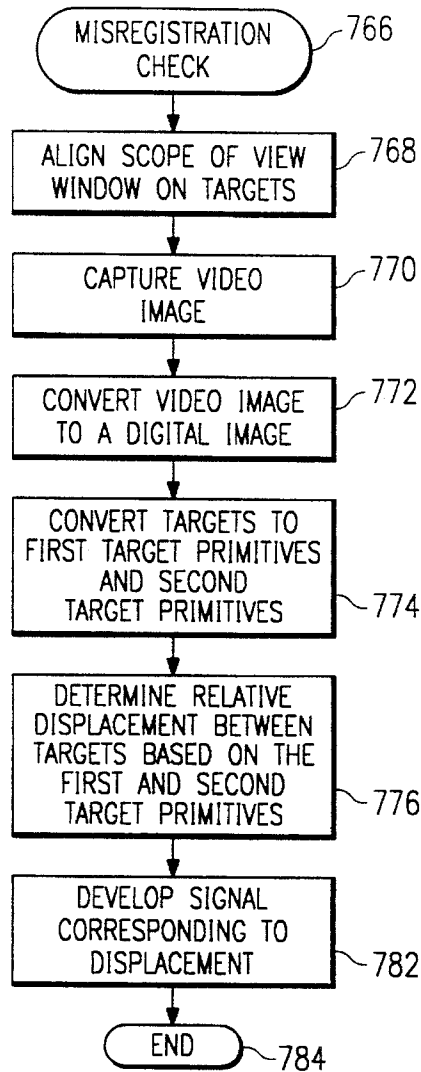 MISREGISTRATION
CHECK
766
ALIGN SCOPE OF VIEW
WINDOW ON TARGETS
768
CAPTURE VIDEO
IMAGE
770
CONVERT VIDEO IMAGE
TO A DIGITAL IMAGE
772
CONVERT TARGETS TO
FIRST TARGET PRIMITIVES
AND SECOND
TARGET PRIMITIVES
774
DETERMINE RELATIVE
DISPLACEMENT BETWEEN
TARGETS BASED ON THE
FIRST AND SECOND
TARGET PRIMITIVES
776
DEVELOP SIGNAL
CORRESPONDING TO
DISPLACEMENT
782
END
784